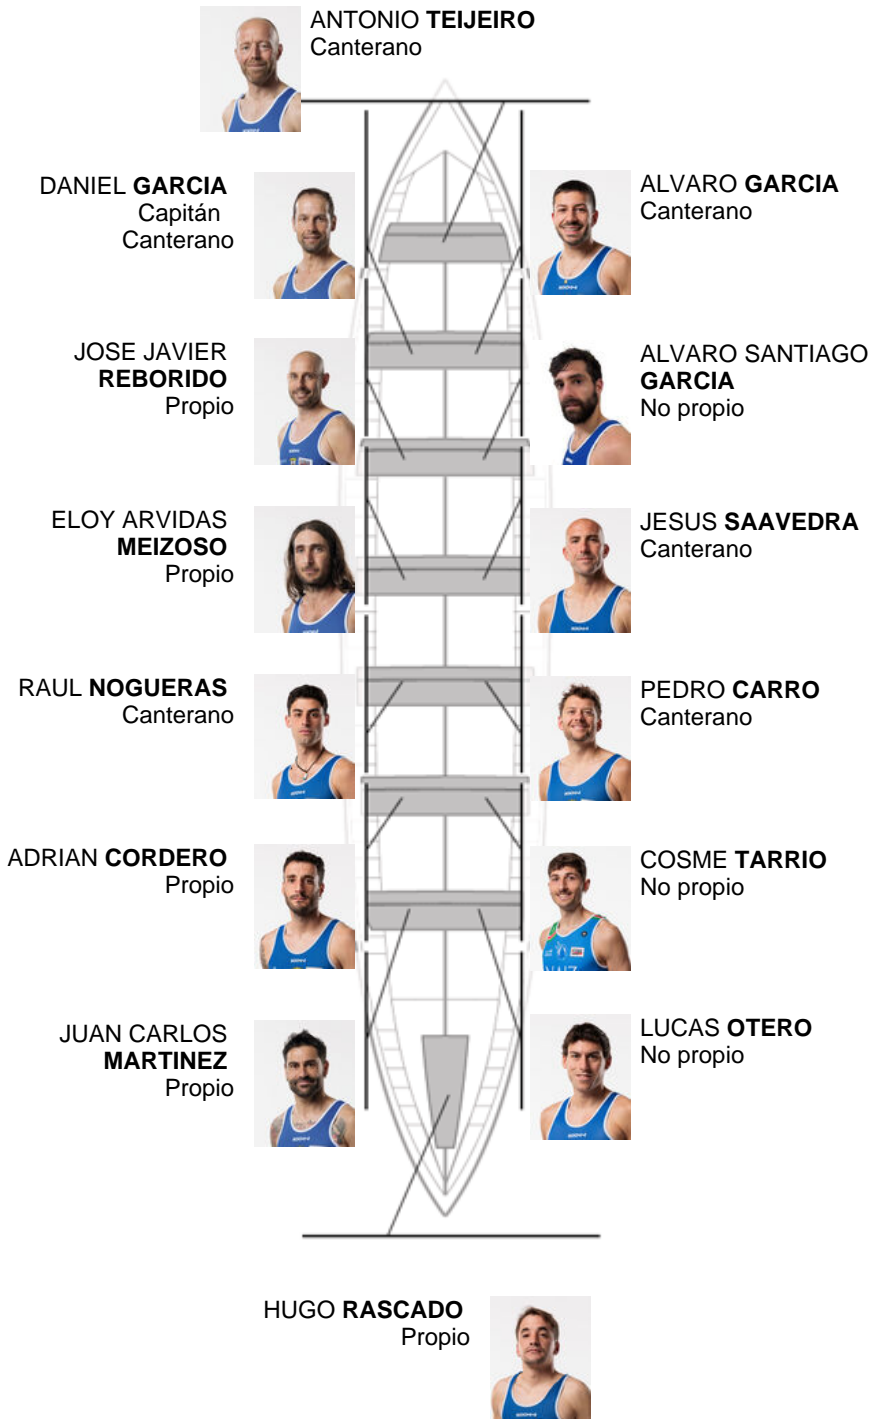 ANTONIO TEIJEIRO
Canterano
DANIEL GARCIA
Capitán
Canterano
ALVARO GARCIA
Canterano
JOSE JAVIER
REBORIDO
Propio
ALVARO SANTIAGO
GARCIA
No propio
ELOY ARVIDAS
MEIZOSO
Propio
JESUS SAAVEDRA
Canterano
RAUL NOGUERAS
Canterano
PEDRO CARRO
Canterano
ADRIAN CORDERO
Propio
COSME TARRIO
No propio
JUAN CARLOS
MARTINEZ
Propio
LUCAS OTERO
No propio
HUGO RASCADO
Propio